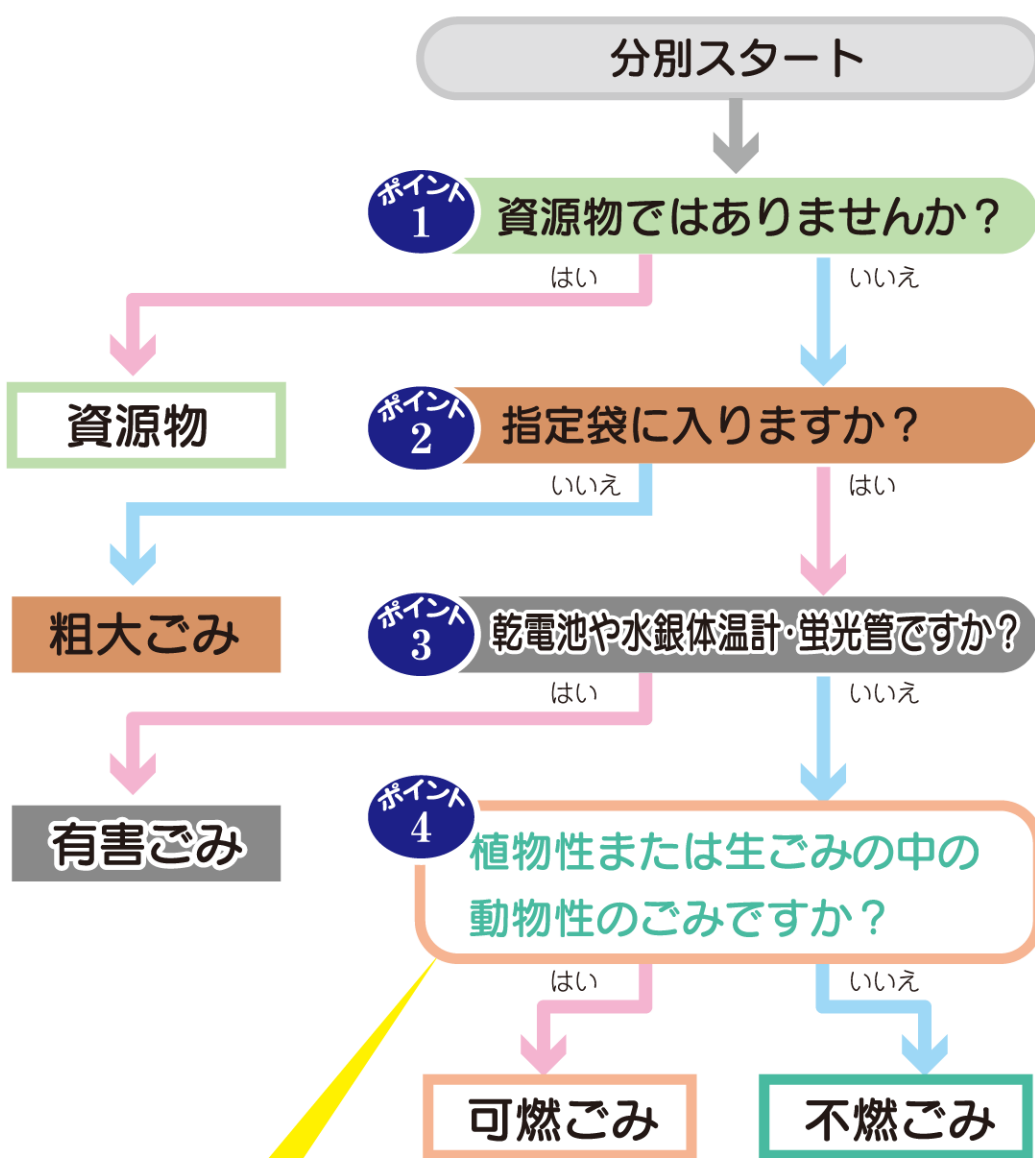 分別スタート
ポイント
1
資源物ではありませんか?
はい
いいえ
資源物
ポイント
2
指定袋に入りますか?
いいえ
はい
粗大ごみ
ポイント
3
乾電池や水銀体温計・蛍光管ですか?
はい
いいえ
有害ごみ
ポイント
4
植物性または生ごみの中の
動物性のごみですか?
はい
いいえ
可燃ごみ
不燃ごみ